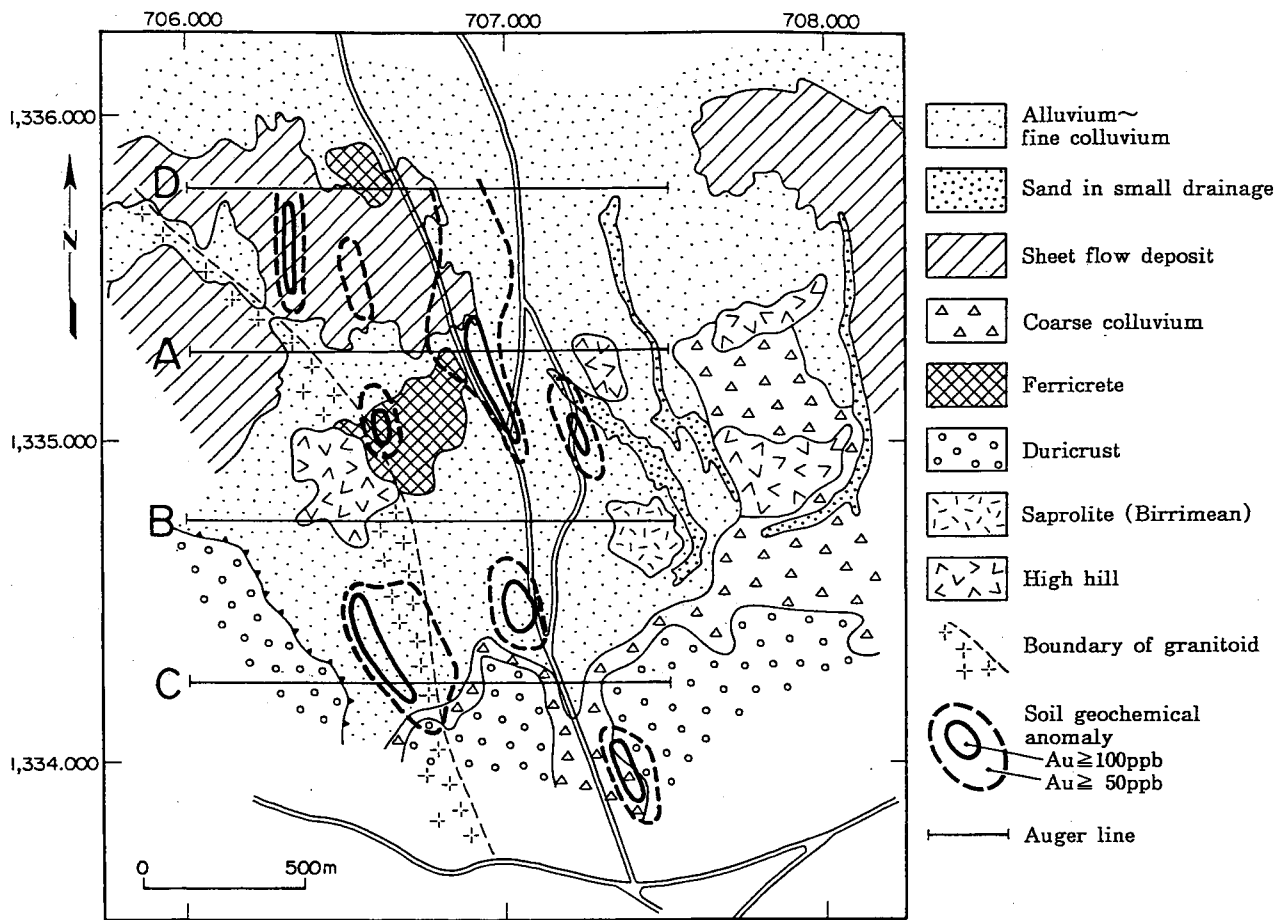 706.000
707.000
708.000
1,336.000
1,335.000
1,334.000
N
D
A
B
C
0
500m
Alluvium~
fine colluvium
Sand in small drainage
Sheet flow deposit
Coarse colluvium
Ferricrete
Duricrust
Saprolite (Birrimean)
High hill
Boundary of granitoid
Soil geochemical
anomaly
Au≧100ppb
Au≧ 50ppb
Auger line